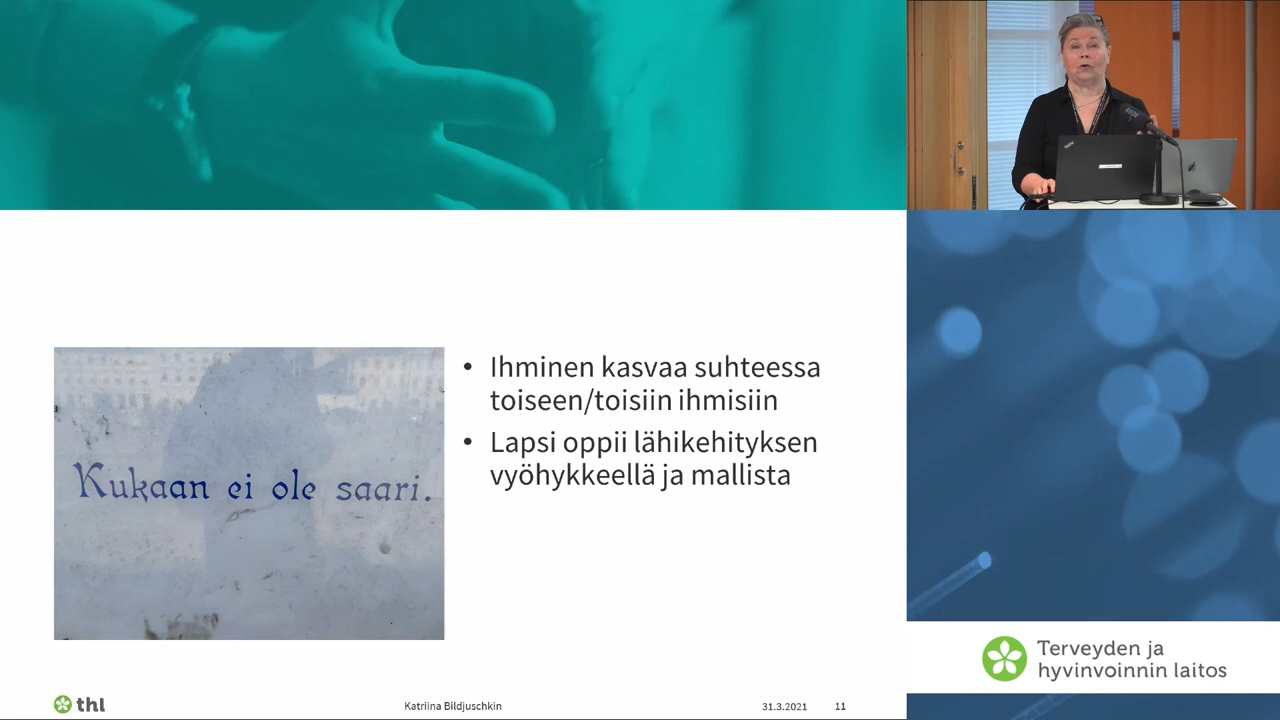 Kukaan ei ole saari.
• Ihminen kasvaa suhteessa
toiseen/toisiin ihmisiin
• Lapsi oppii lähikehityksen
vyöhykkeellä ja mallista
thl
Katriina Bildjuschkin
31.3.2021
11
Terveyden ja
hyvinvoinnin laitos